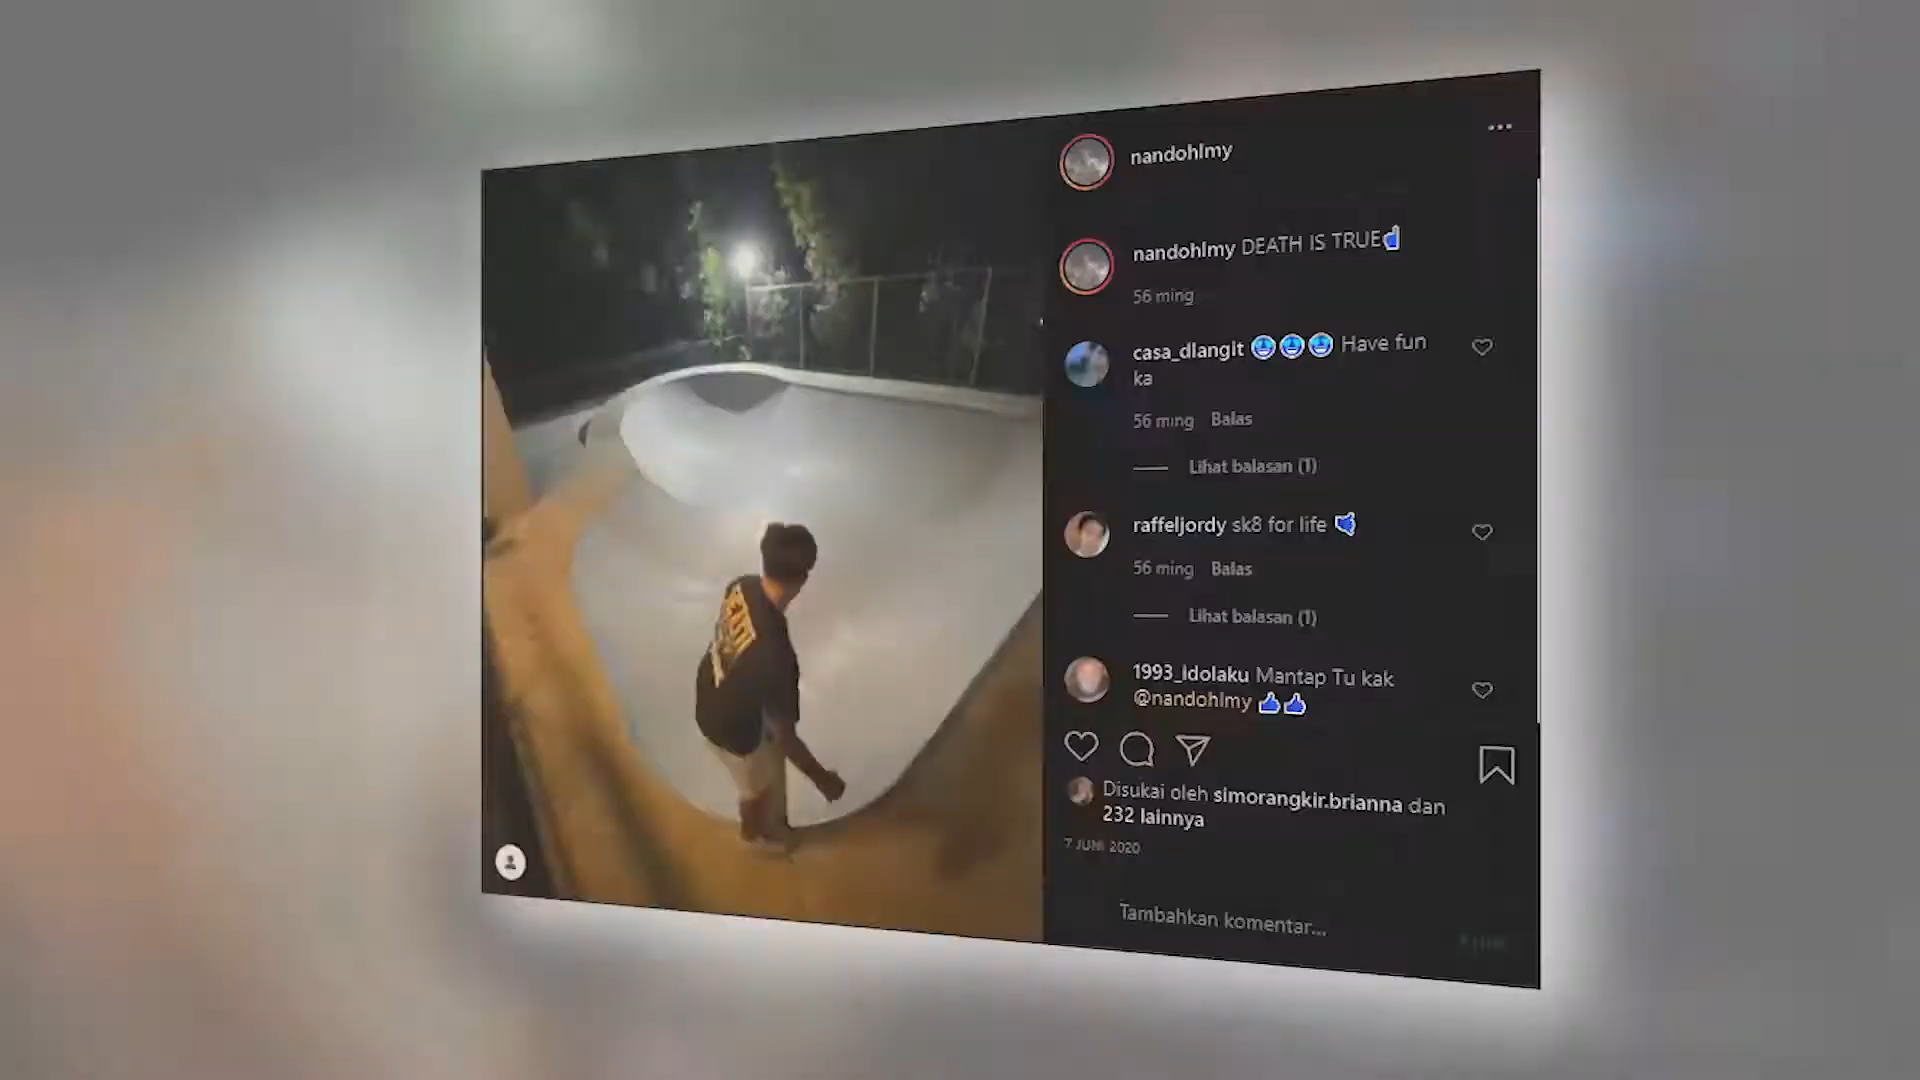 nandohlmy
nandohlmy DEATH IS TRUE
56 ming
casa_dlangit Have fun
ka
56 ming Balas
Lihat balasan (1)
raffeljordy sk8 for life
56 ming Balas
Lihat balasan (1)
1993_idolaku Mantap Tu kak
@nandohlmy
Disukai oleh simorangkir.brianna dan
232 lainnya
7 JUNI 2020
Tambahkan komentar...